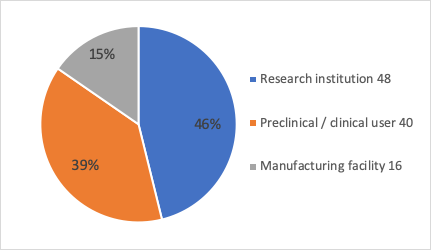 15%
46%
39%
Research institution 48
Preclinical / clinical user 40
Manufacturing facility 16